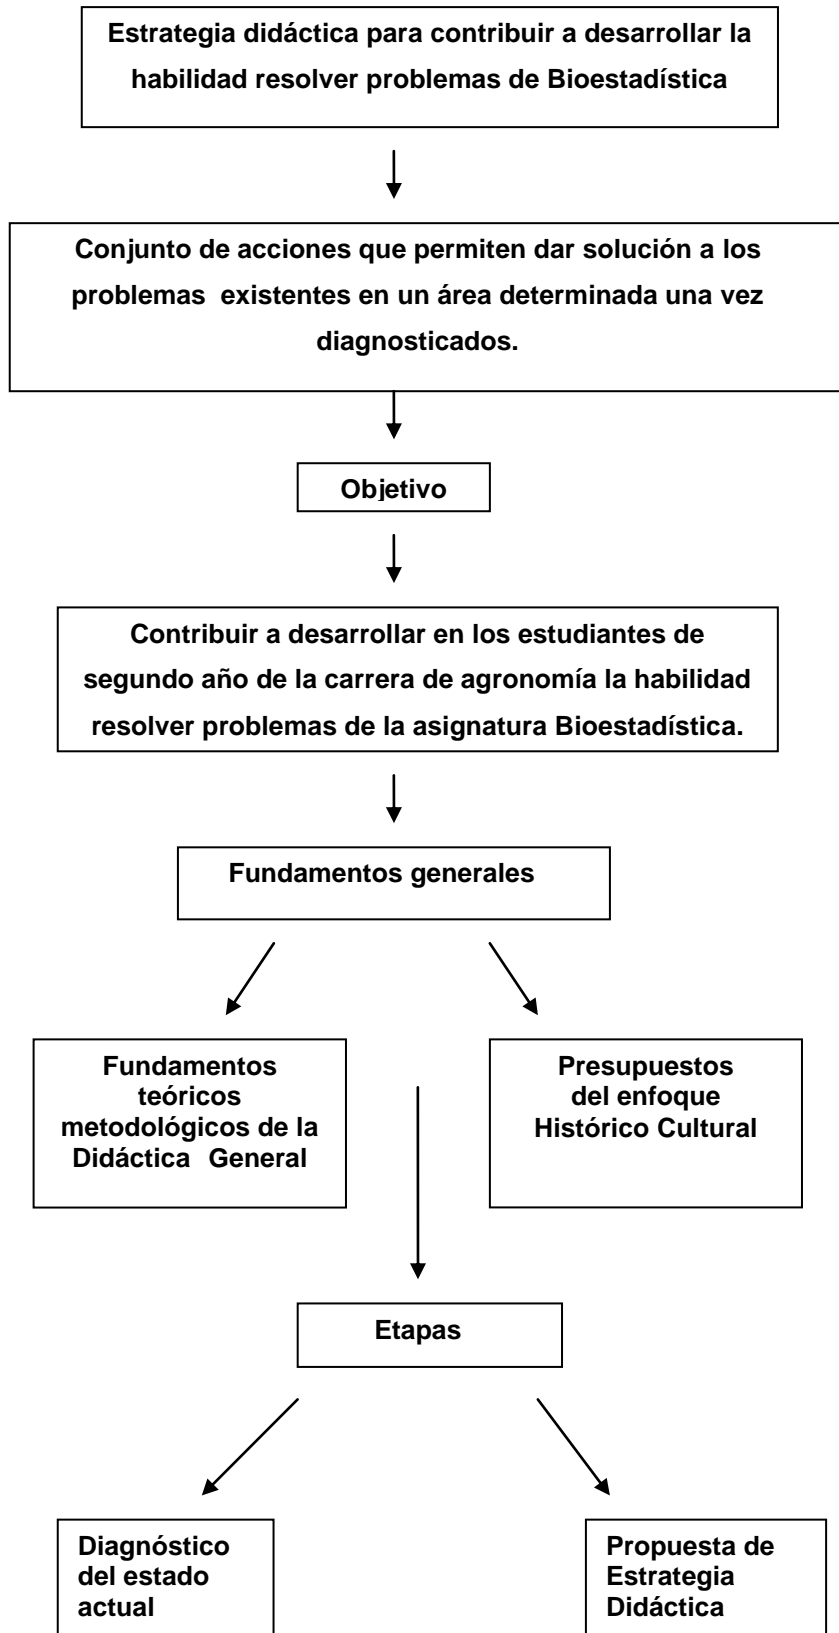 Estrategia didáctica para contribuir a desarrollar la
habilidad resolver problemas de Bioestadística
Conjunto de acciones que permiten dar solución a los
problemas existentes en un área determinada una vez
diagnosticados.
Objetivo
Contribuir a desarrollar en los estudiantes de
segundo año de la carrera de agronomía la habilidad
resolver problemas de la asignatura Bioestadística.
Fundamentos generales
Fundamentos
teóricos
metodológicos de la
Didáctica General
Presupuestos
del enfoque
Histórico Cultural
Etapas
Diagnóstico
del estado
actual
Propuesta de
Estrategia
Didáctica